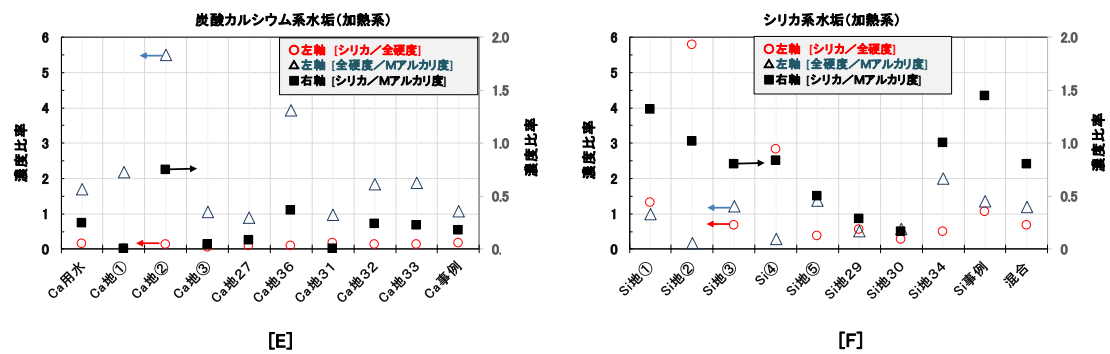 炭酸カルシウム系水垢(加熱系)
6
5
4
3
2
1
0
濃度比率
2.0
1.5
1.0
0.5
0
濃度比率
左軸 [シリカ/全硬度]
左軸 [全硬度/Mアルカリ度]
右軸 [シリカ/Mアルカリ度]
Ca用水
Ca地①
Ca地②
Ca地③
Ca地27
Ca地36
Ca地31
Ca地32
Ca地33
Ca事例
[E]
シリカ系水垢(加熱系)
6
5
4
3
2
1
0
濃度比率
2.0
1.5
1.0
0.5
0
濃度比率
左軸 [シリカ/全硬度]
左軸 [全硬度/Mアルカリ度]
右軸 [シリカ/Mアルカリ度]
Si地①
Si地②
Si地③
Si④
Si地⑤
Si地29
Si地30
Si地34
Si事例
混合
[F]